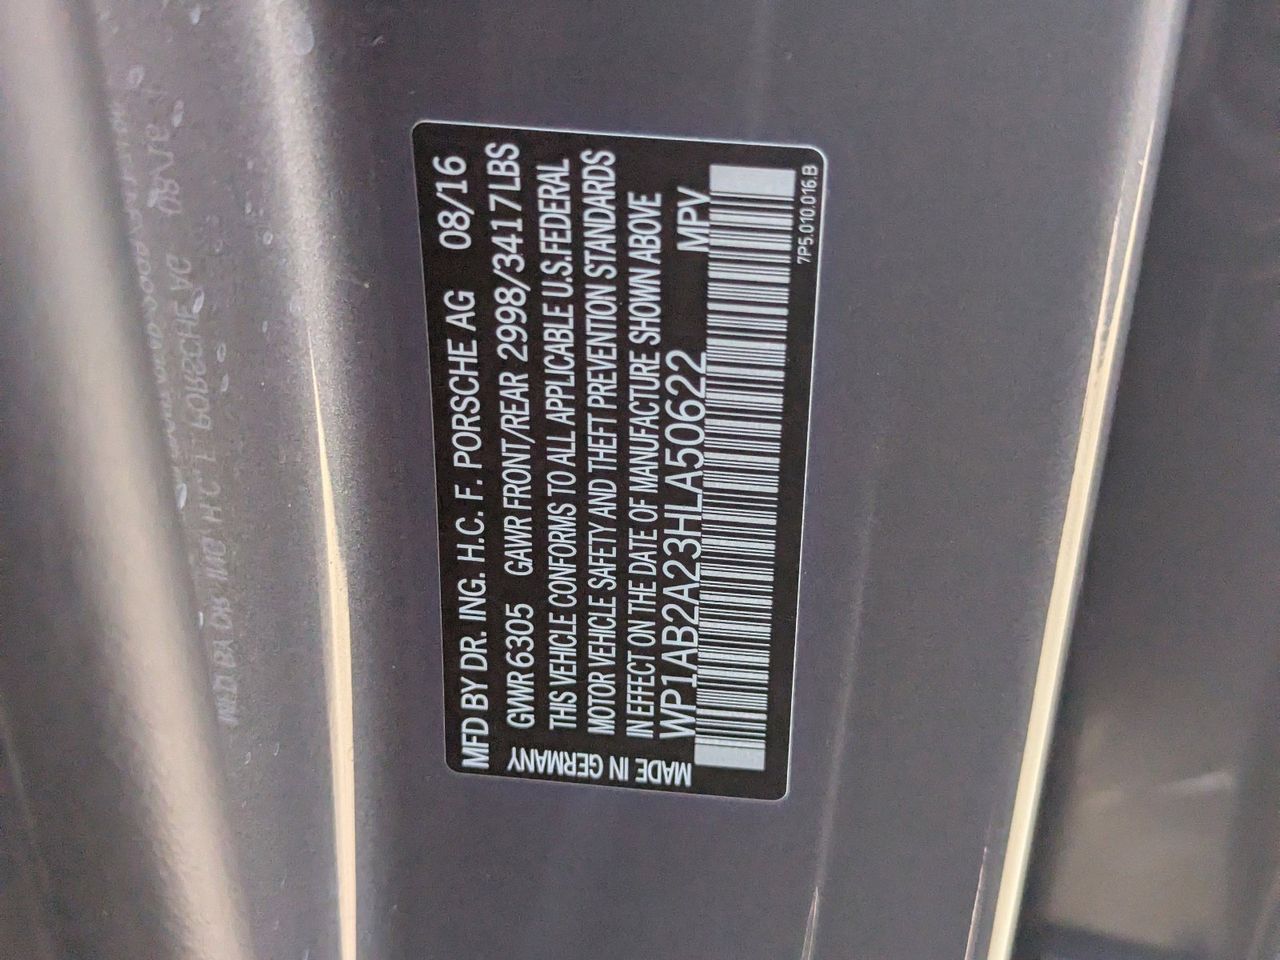 MFD BY DR. ING. H.C. F. PORSCHE AG 08/16
GWR 6305 GAWR FRONT/REAR 2998/3417LBS
THIS VEHICLE CONFORMS TO ALL APPLICABLE U.S.FEDERAL
MOTOR VEHICLE SAFETY AND THEFT PREVENTION STANDARDS
IN EFFECT ON THE DATE OF MANUFACTURE SHOWN ABOVE
WP1AB2A23HLA50622 MPV
MADE IN GERMANY
7P5.010.016.B